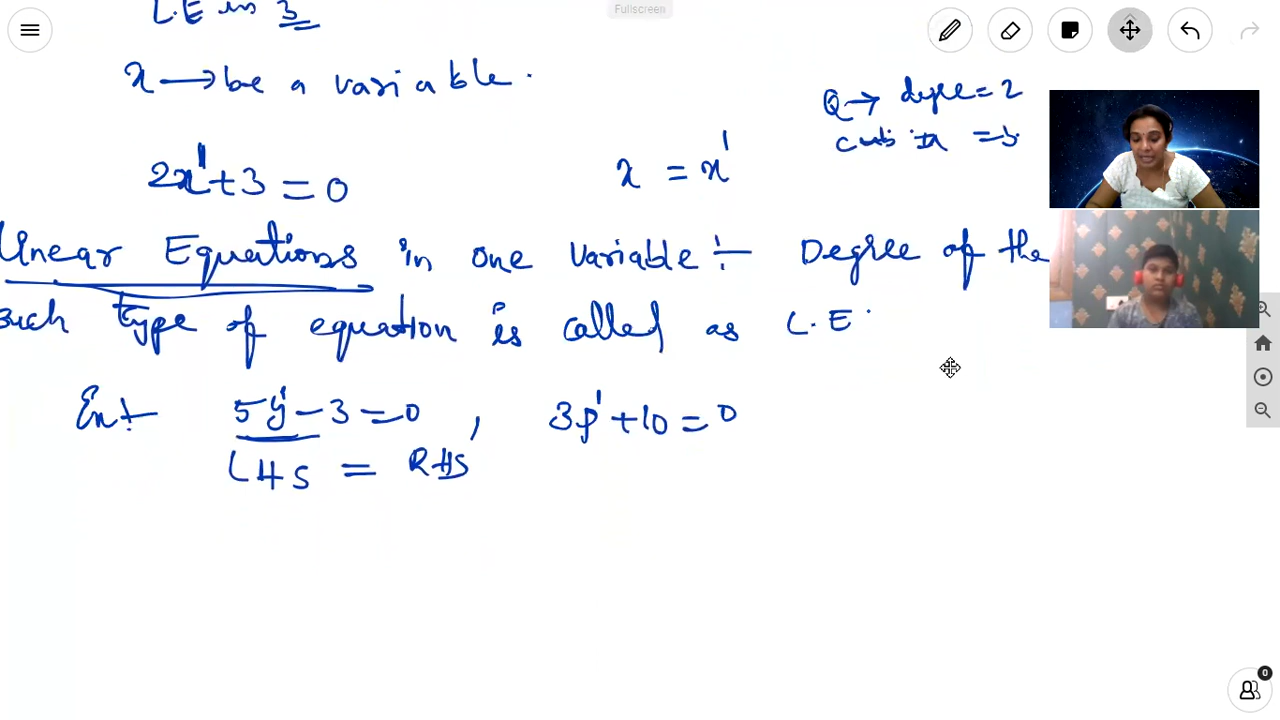 Fullscreen
L.E in 3
x → be a variable.
Q → degree = 2
cubic = 3
2x¹ + 3 = 0
x = x¹
Linear Equations in one variable :- Degree of the
such type of equation is called as L.E.
Ex:- 5y¹ - 3 = 0, 3p¹ + 10 = 0
LHS = RHS
0